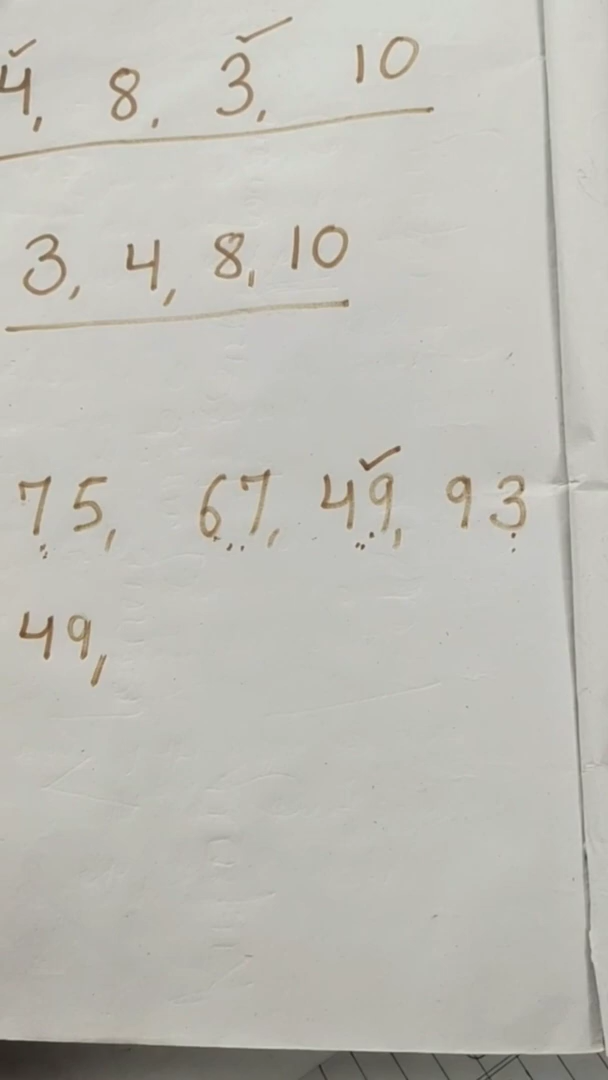 4, 8, 3, 10
3, 4, 8, 10
75, 67, 49, 93
49,